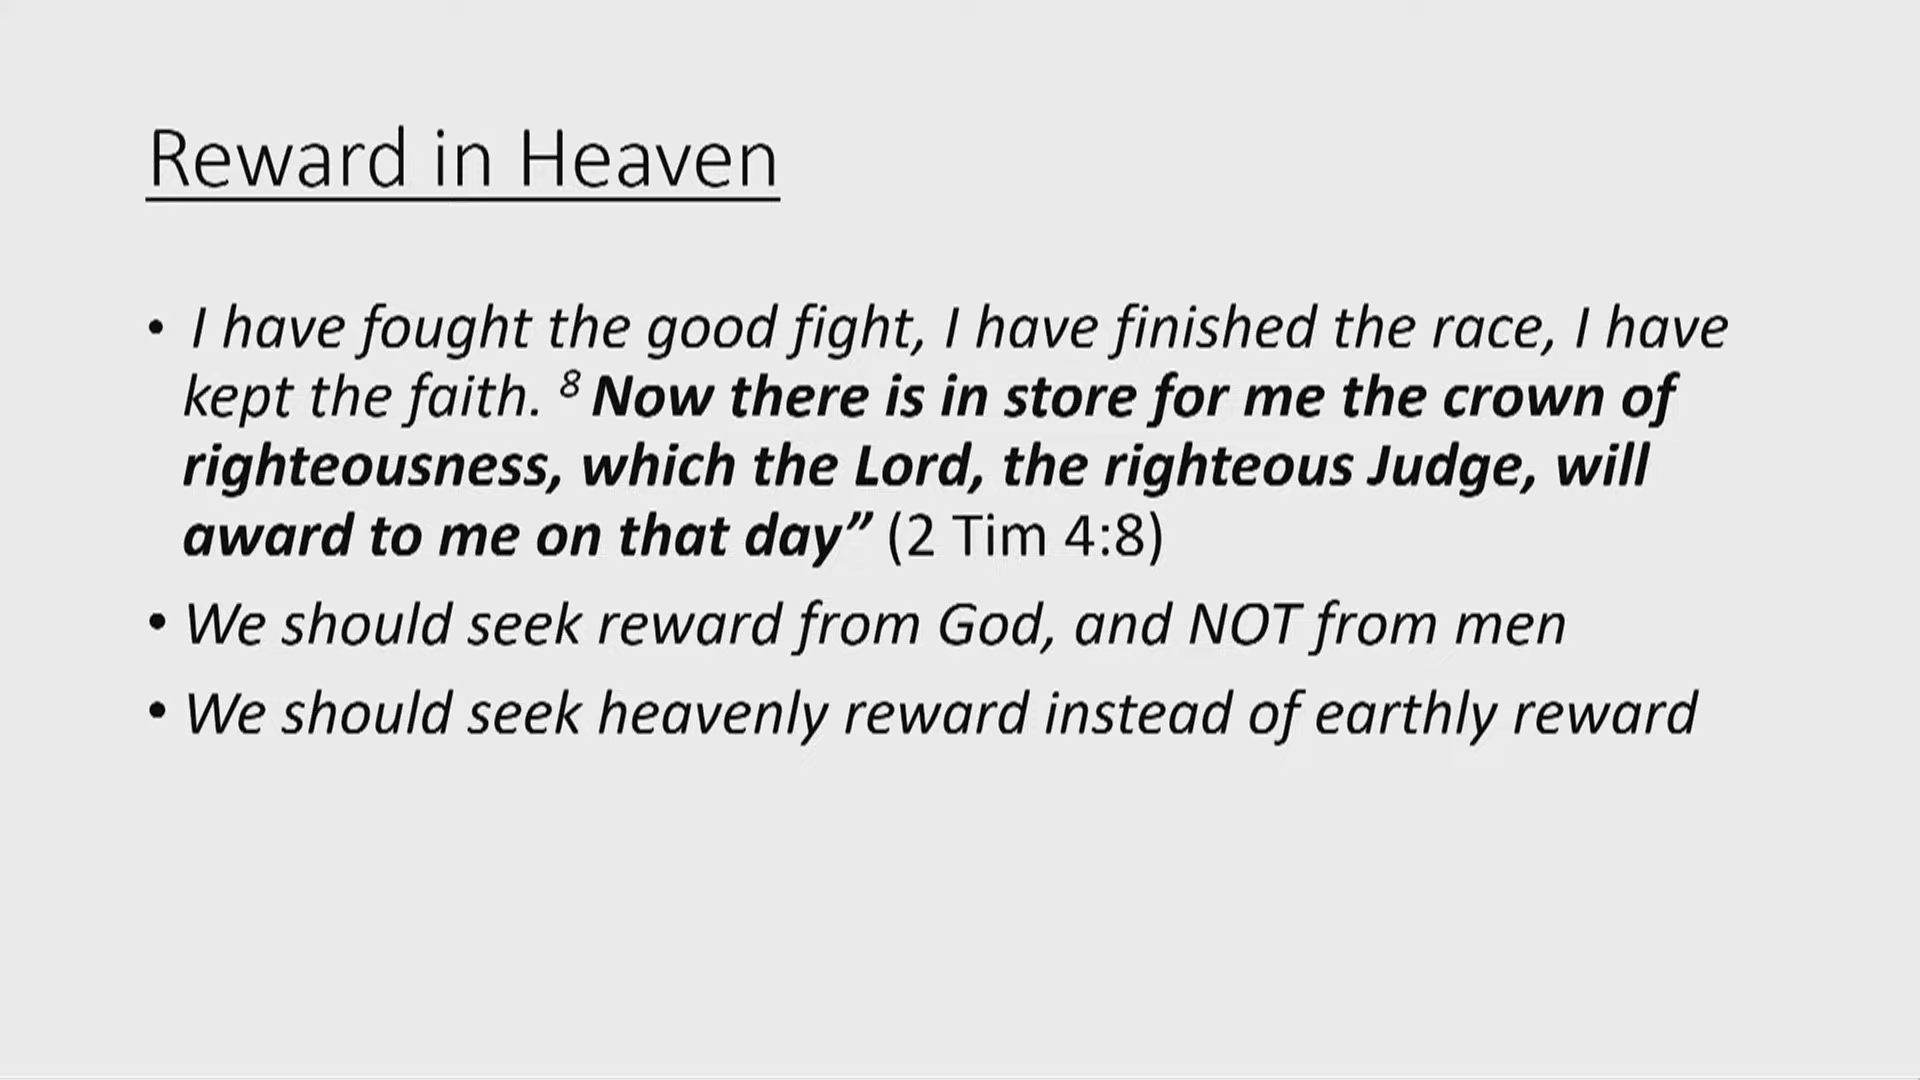 Reward in Heaven
• I have fought the good fight, I have finished the race, I have
kept the faith. ⁸ Now there is in store for me the crown of
righteousness, which the Lord, the righteous Judge, will
award to me on that day” (2 Tim 4:8)
• We should seek reward from God, and NOT from men
• We should seek heavenly reward instead of earthly reward